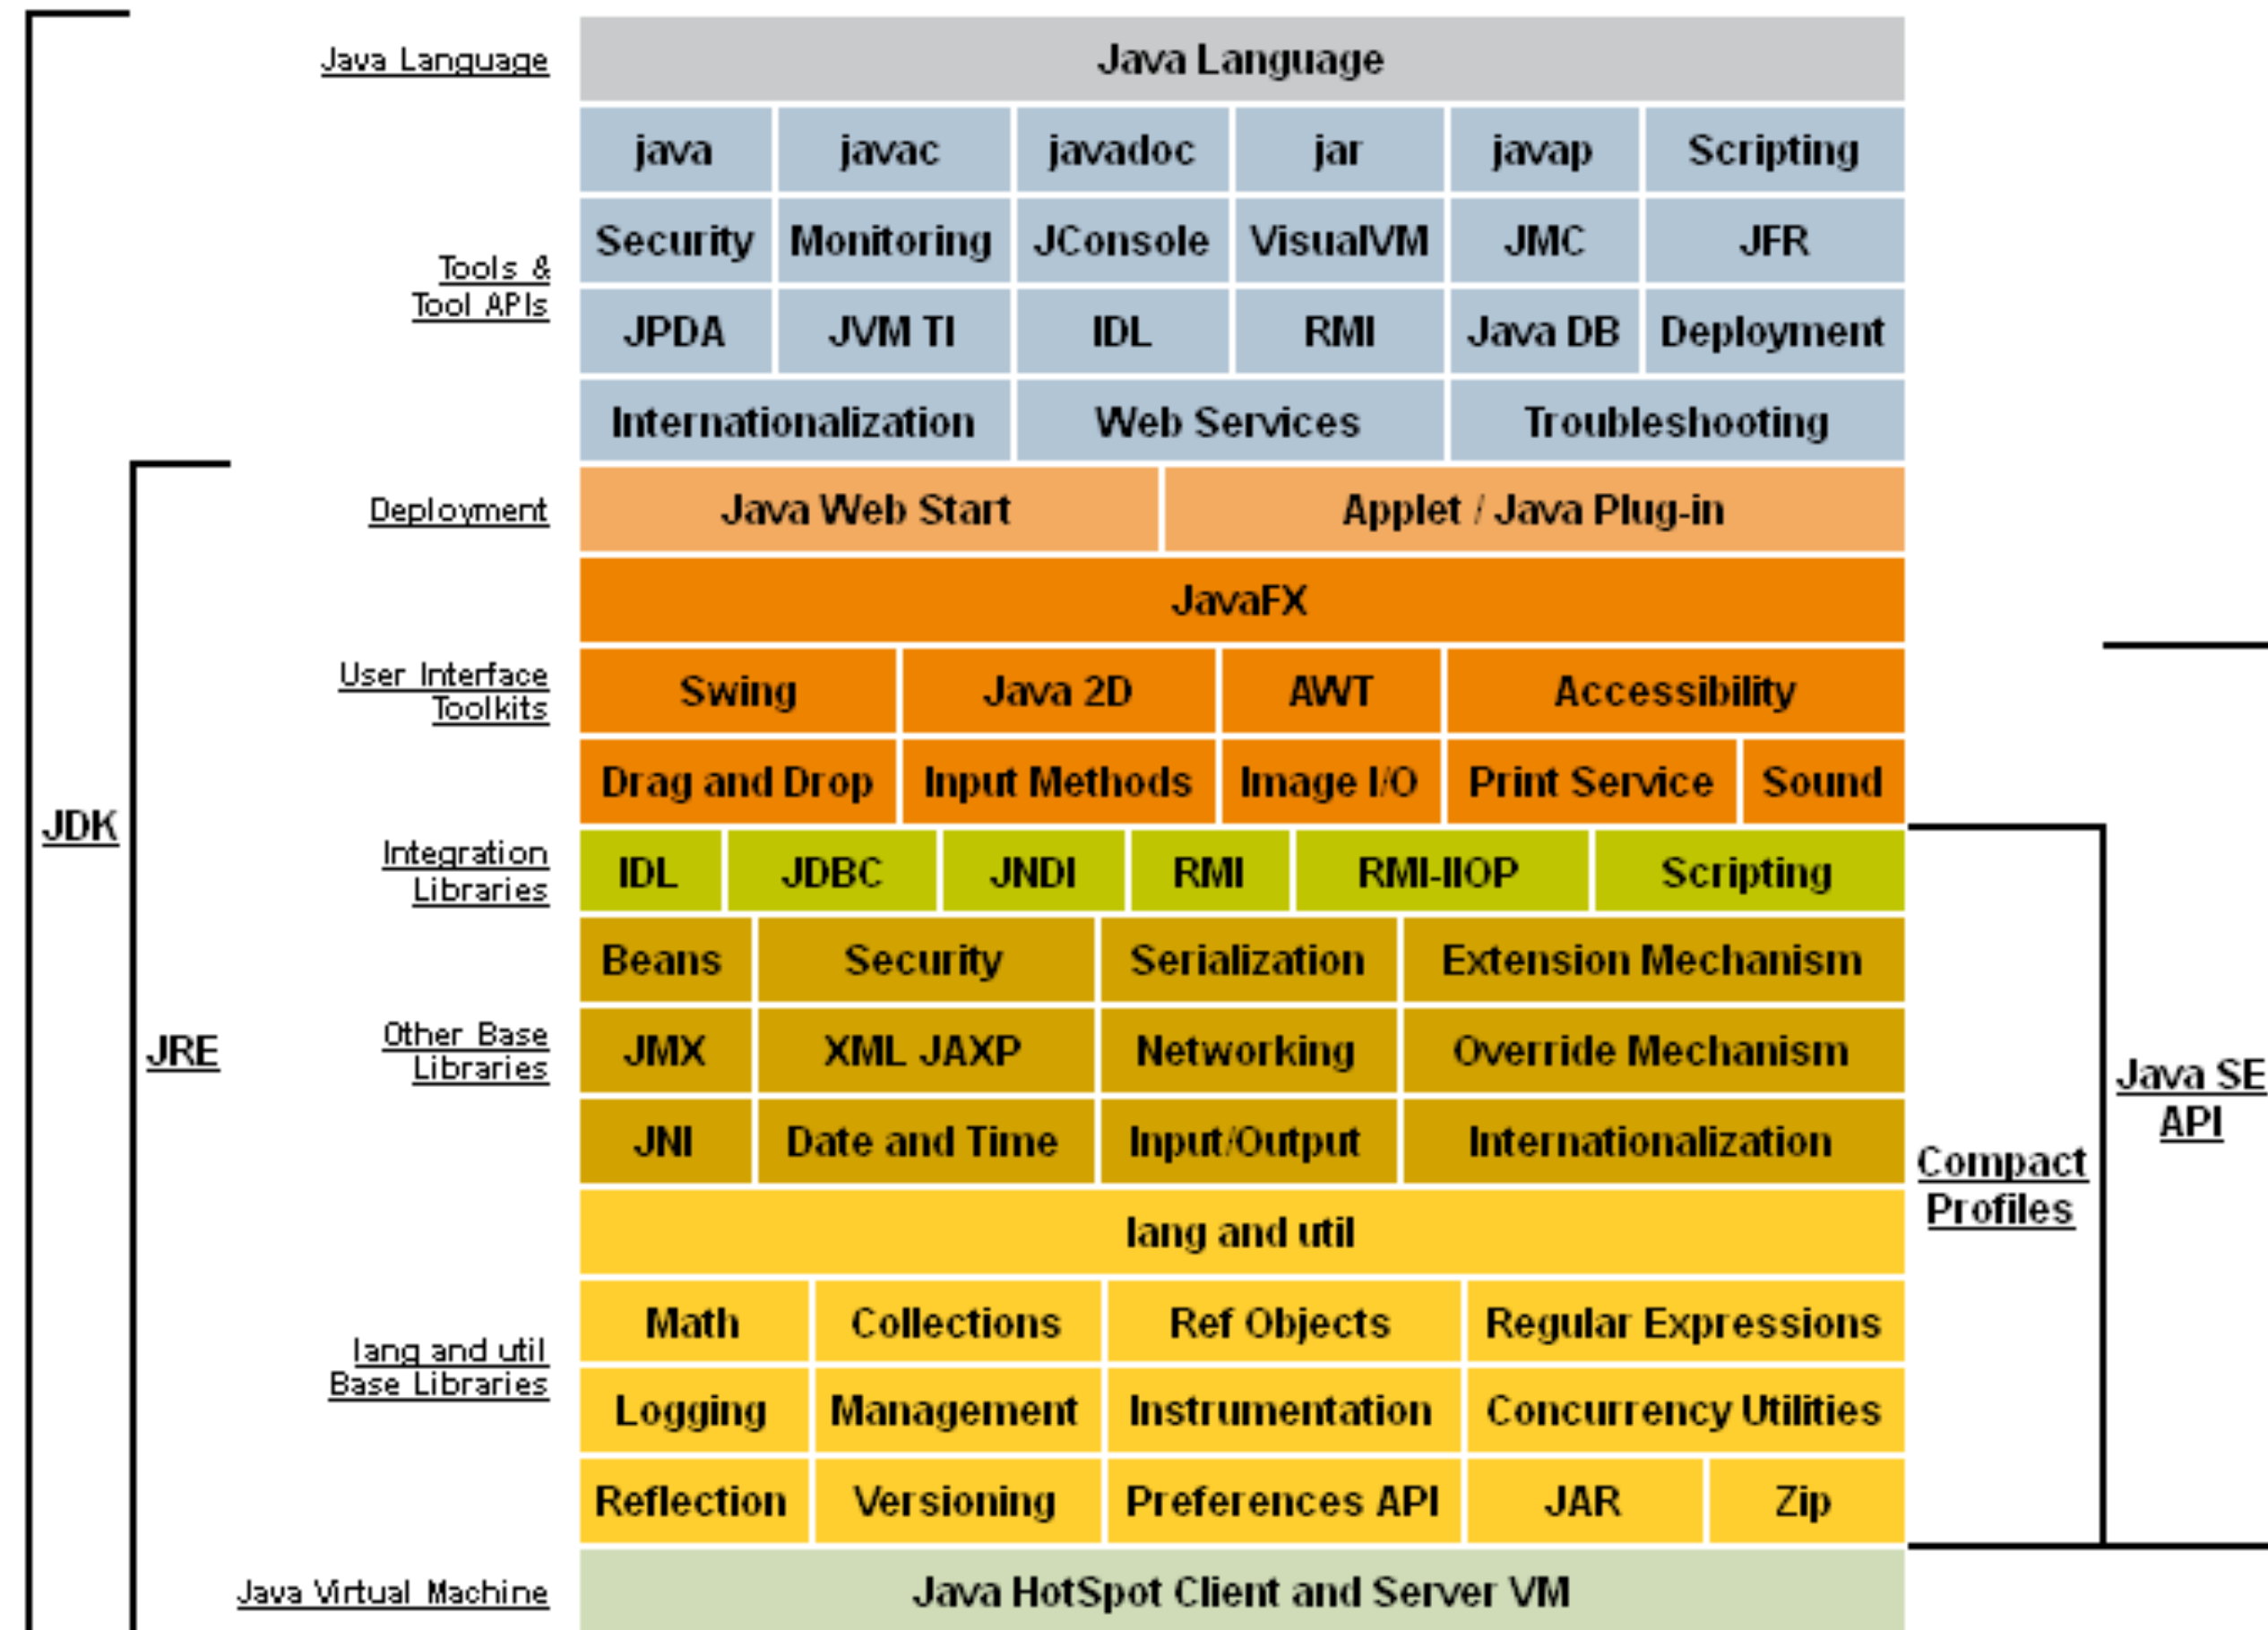 Java Language
Java Language
java javac javadoc jar javap Scripting
Security Monitoring JConsole VisualVM JMC JFR
Tools &
Tool APIs
JPDA JVM TI IDL RMI Java DB Deployment
Internationalization Web Services Troubleshooting
Deployment
Java Web Start Applet / Java Plug-in
JavaFX
User Interface
Toolkits
Swing Java 2D AWT Accessibility
Drag and Drop Input Methods Image I/O Print Service Sound
JDK
Integration
Libraries
IDL JDBC JNDI RMI RMI-IIOP Scripting
Beans Security Serialization Extension Mechanism
JRE
Other Base
Libraries
JMX XML JAXP Networking Override Mechanism
Java SE
API
JNI Date and Time Input/Output Internationalization
Compact
Profiles
lang and util
Math Collections Ref Objects Regular Expressions
lang and util
Base Libraries
Logging Management Instrumentation Concurrency Utilities
Reflection Versioning Preferences API JAR Zip
Java Virtual Machine
Java HotSpot Client and Server VM